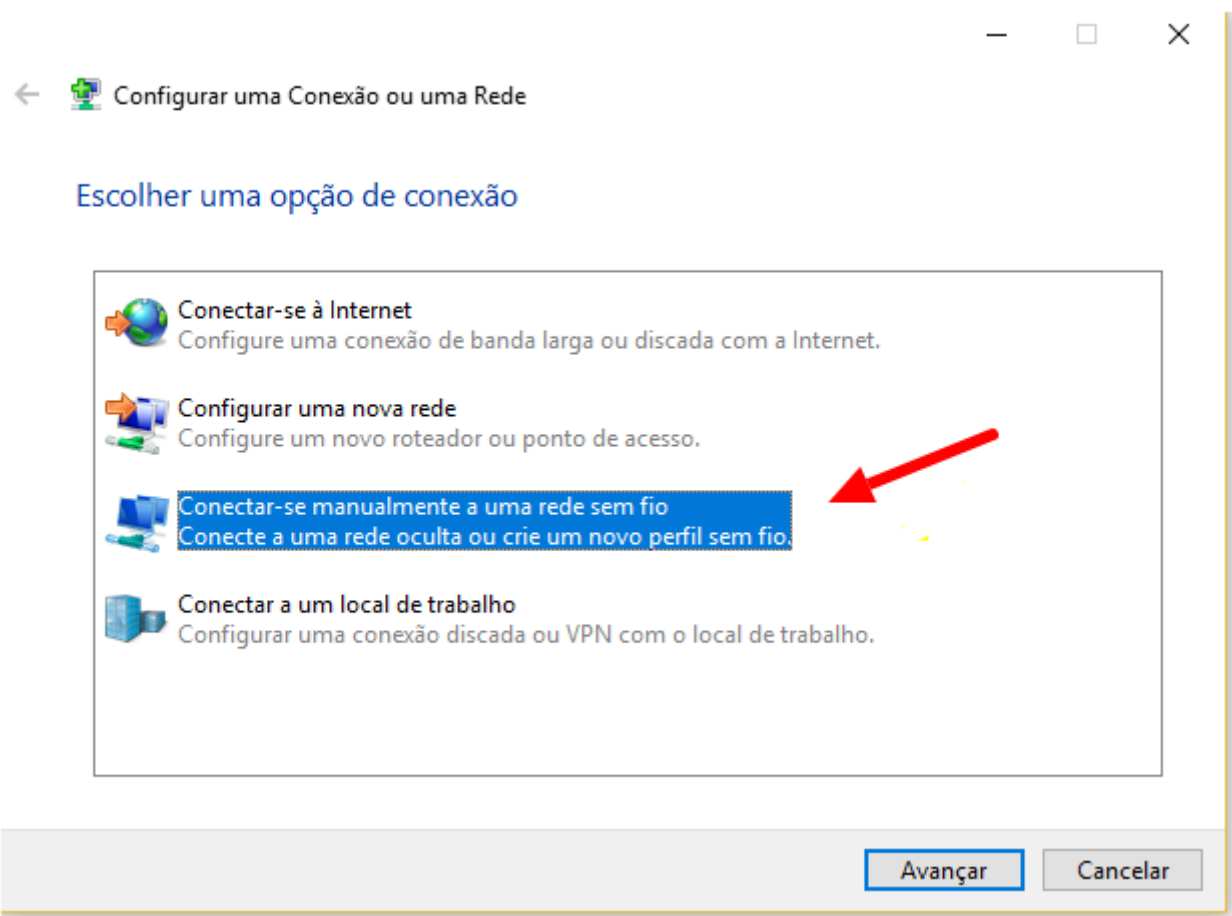 Configurar uma Conexão ou uma Rede
Escolher uma opção de conexão
Conectar-se à Internet
Configure uma conexão de banda larga ou discada com a Internet.
Configurar uma nova rede
Configure um novo roteador ou ponto de acesso.
Conectar-se manualmente a uma rede sem fio
Conecte a uma rede oculta ou crie um novo perfil sem fio.
Conectar a um local de trabalho
Configurar uma conexão discada ou VPN com o local de trabalho.
Avançar
Cancelar